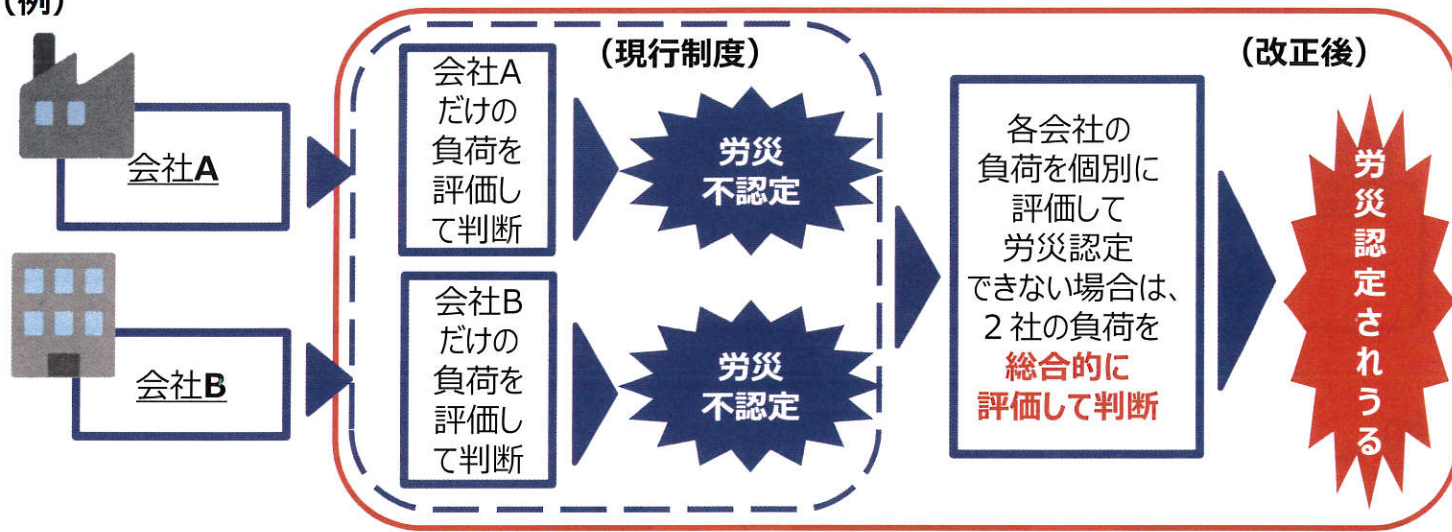 (例)
(現行制度)
(改正後)
会社A
会社A
だけの
負荷を
評価し
て判断
労災
不認定
会社B
会社B
だけの
負荷を
評価し
て判断
労災
不認定
各会社の
負荷を個別に
評価して
労災認定
できない場合は、
2社の負荷を
総合的に
評価して判断
労災認定されうる